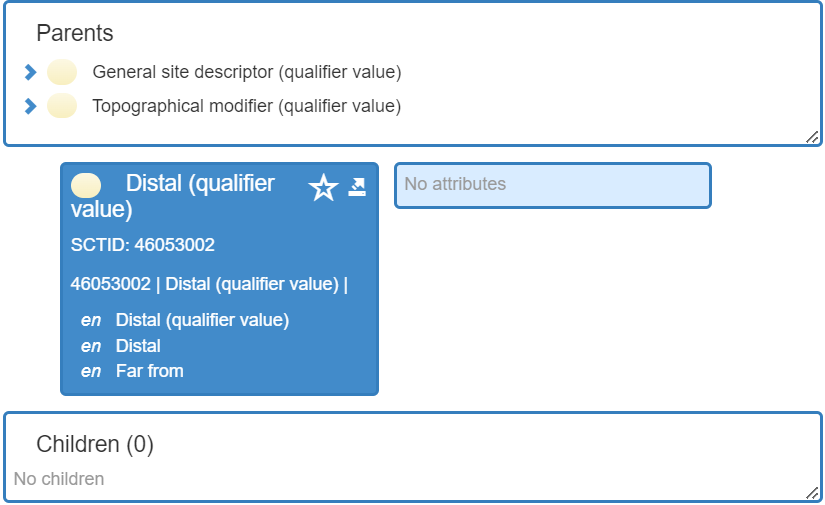 Parents
General site descriptor (qualifier value)
Topographical modifier (qualifier value)
Distal (qualifier
value)
SCTID: 46053002
46053002 | Distal (qualifier value) |
en Distal (qualifier value)
en Distal
en Far from
No attributes
Children (0)
No children